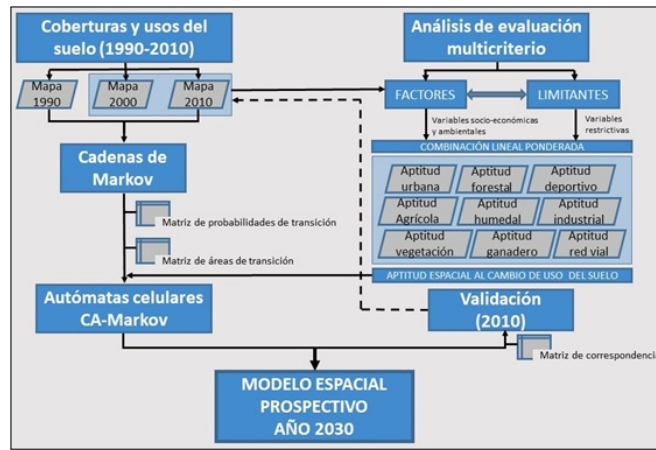 Coberturas y usos del
suelo (1990-2010)
Mapa
1990
Mapa
2000
Mapa
2010
Análisis de evaluación
multicriterio
FACTORES
LIMITANTES
Variables socio-económicas
y ambientales
Variables
restrictivas
COMBINACIÓN LINEAL PONDERADA
Aptitud
urbana
Aptitud
forestal
Aptitud
deportivo
Aptitud
Agrícola
Aptitud
humedal
Aptitud
industrial
Aptitud
vegetación
Aptitud
ganadero
Aptitud
red vial
APTITUD ESPACIAL AL CAMBIO DE USO DEL SUELO
Cadenas de
Markov
Matriz de probabilidades de transición
Matriz de áreas de transición
Autómatas celulares
CA-Markov
Validación
(2010)
Matriz de correspondencia
MODELO ESPACIAL
PROSPECTIVO
AÑO 2030